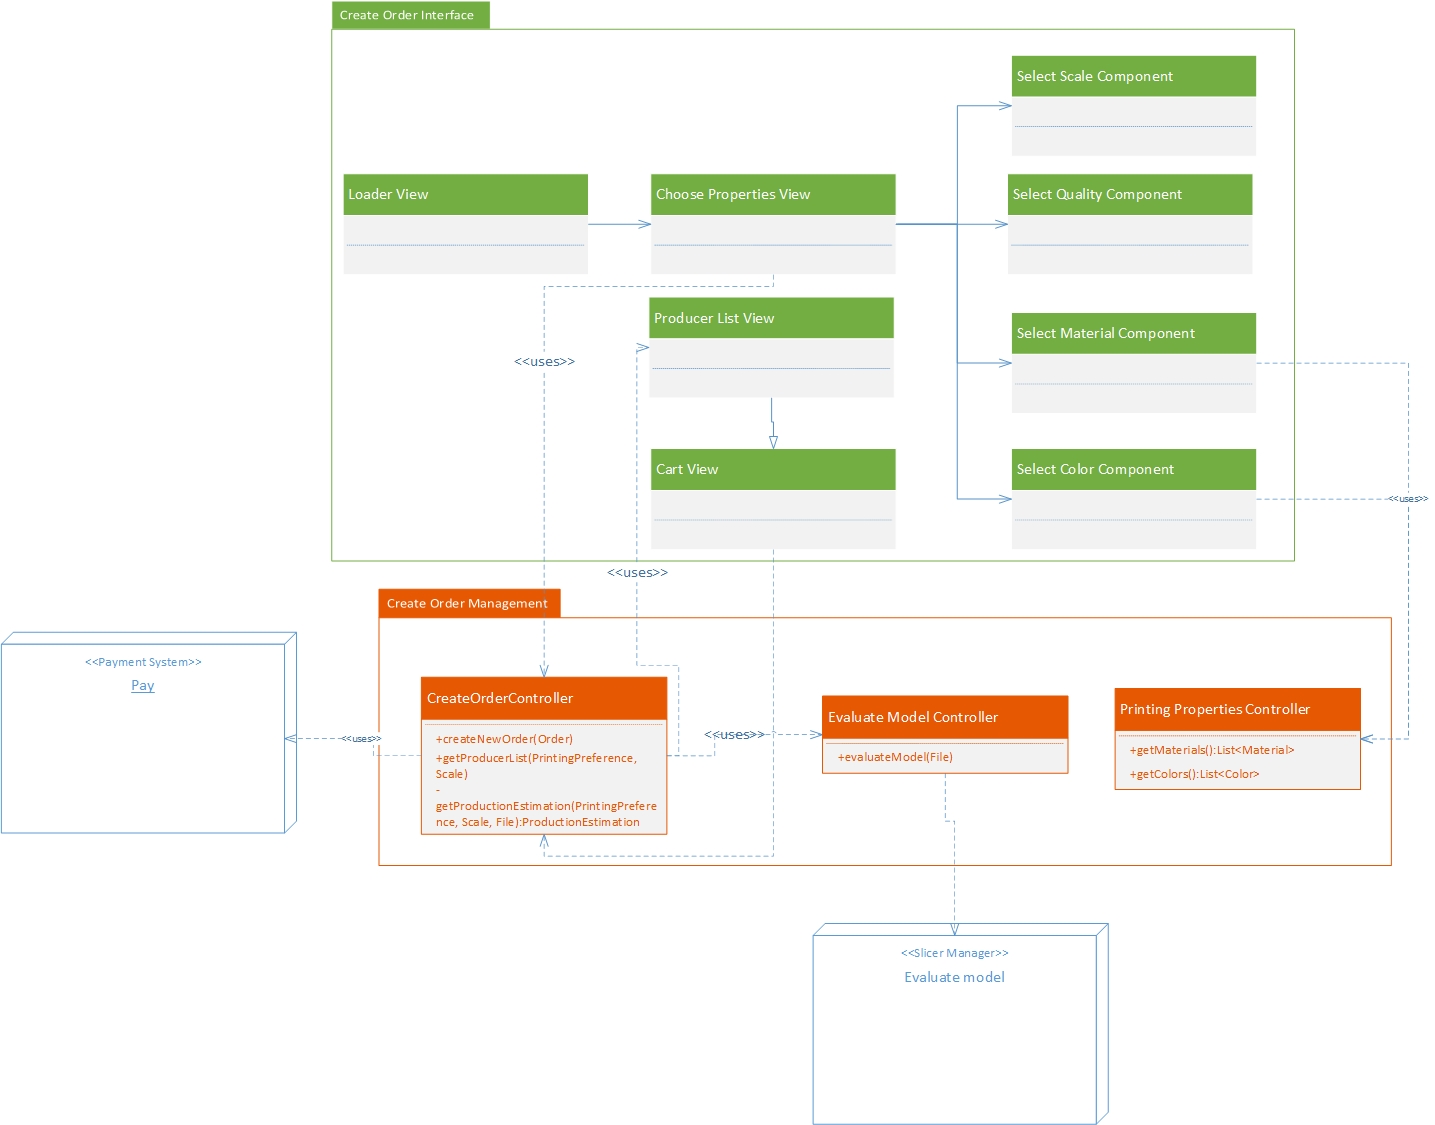 Create Order Interface
Select Scale Component
Loader View
Choose Properties View
Select Quality Component
Producer List View
Select Material Component
<<uses>>
Cart View
Select Color Component
<<uses>>
<<uses>>
Create Order Management
<<Payment System>>
Pay
<<uses>>
CreateOrderController
+createNewOrder(Order)
+getProducerList(PrintingPreference,
Scale)
-
getProductionEstimation(PrintingPrefere
nce, Scale, File):ProductionEstimation
<<uses>>
Evaluate Model Controller
+evaluateModel(File)
Printing Properties Controller
+getMaterials():List<Material>
+getColors():List<Color>
<<Slicer Manager>>
Evaluate model